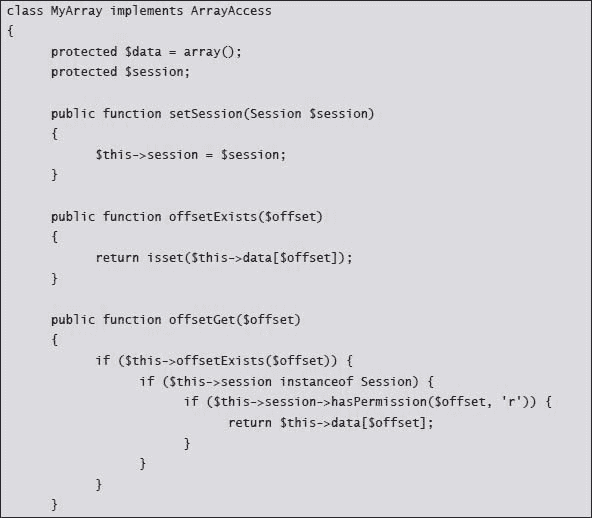 class MyArray implements ArrayAccess
{
protected $data = array();
protected $session;
public function setSession(Session $session)
{
$this->session = $session;
}
public function offsetExists($offset)
{
return isset($this->data[$offset]);
}
public function offsetGet($offset)
{
if ($this->offsetExists($offset)) {
if ($this->session instanceof Session) {
if ($this->session->hasPermission($offset, 'r')) {
return $this->data[$offset];
}
}
}
}